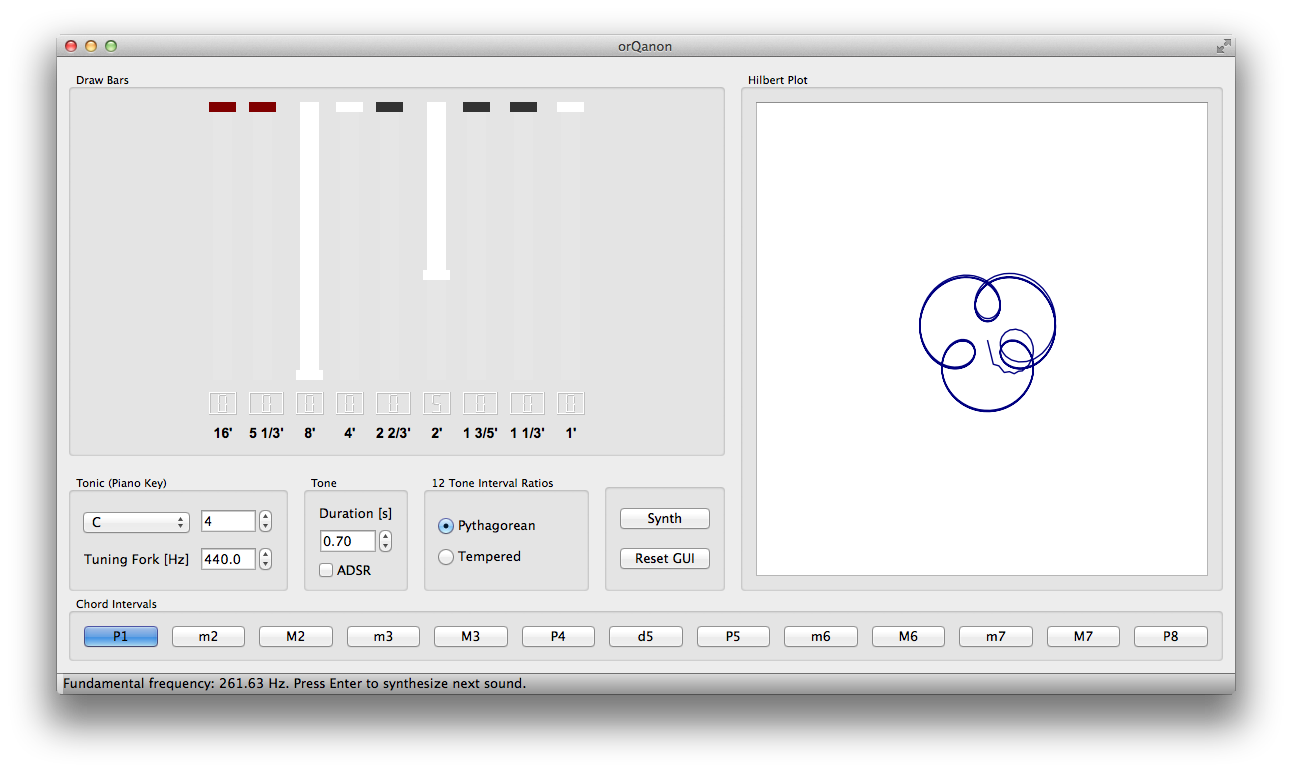 orQanon
Draw Bars
Hilbert Plot
5
16' 5 1/3' 8' 4' 2 2/3' 2' 1 3/5' 1 1/3' 1'
Tonic (Piano Key)
Tone
12 Tone Interval Ratios
C 4
Tuning Fork [Hz] 440.0
Duration [s]
0.70
ADSR
Pythagorean
Tempered
Synth
Reset GUI
Chord Intervals
P1 m2 M2 m3 M3 P4 d5 P5 m6 M6 m7 M7 P8
Fundamental frequency: 261.63 Hz. Press Enter to synthesize next sound.